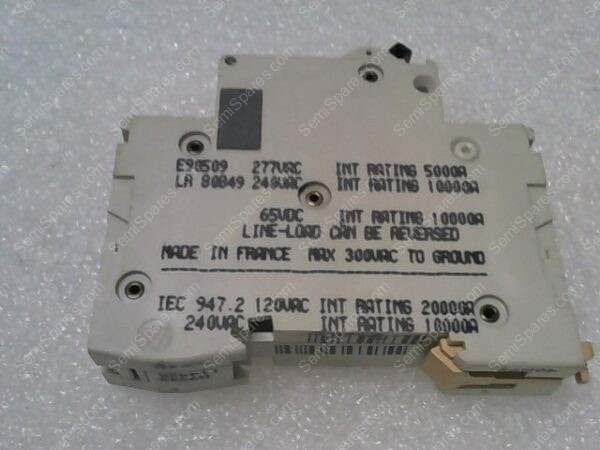 E90509 277VAC INT RATING 5000A
LR 80849 240VAC INT RATING 10000A
65VDC INT RATING 10000A
LINE-LOAD CAN BE REVERSED
MADE IN FRANCE MAX 300VAC TO GROUND
IEC 947.2 120VAC INT RATING 20000A
240VAC INT RATING 10000A
SemiSpares.com